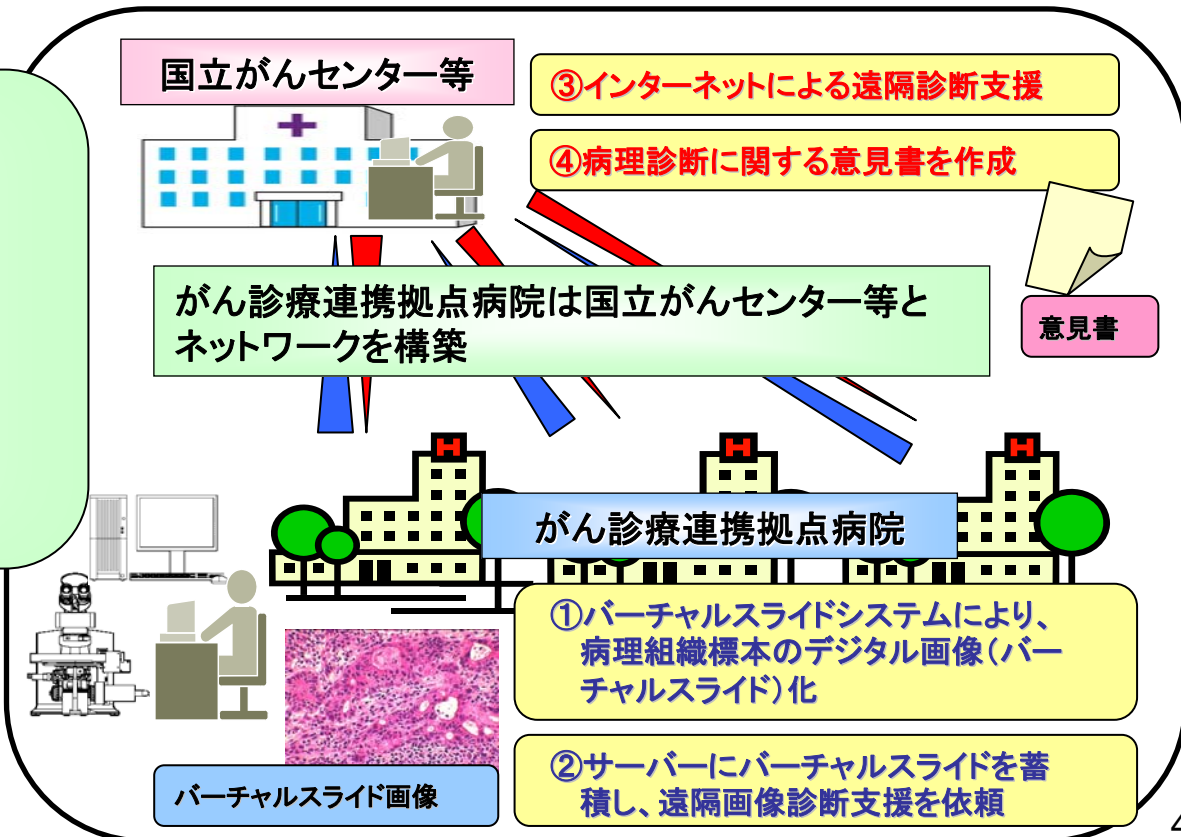 国立がんセンター等
③インターネットによる遠隔診断支援
④病理診断に関する意見書を作成
がん診療連携拠点病院は国立がんセンター等と
ネットワークを構築
意見書
H
H
H
がん診療連携拠点病院
①バーチャルスライドシステムにより、
病理組織標本のデジタル画像(バー
チャルスライド)化
②サーバーにバーチャルスライドを蓄
積し、遠隔画像診断支援を依頼
バーチャルスライド画像
4